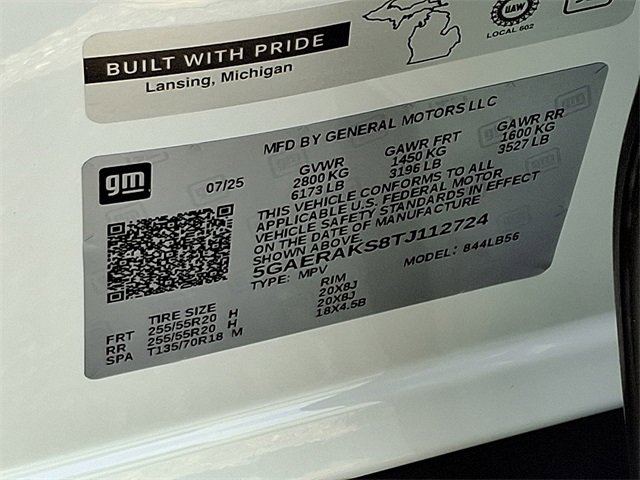 BUILT WITH PRIDE
Lansing, Michigan
UAW
LOCAL 602
MFD BY GENERAL MOTORS LLC
gm
07/25
GVWR GAWR FRT GAWR RR
2800 KG 1450 KG 1600 KG
6173 LB 3196 LB 3527 LB
THIS VEHICLE CONFORMS TO ALL
APPLICABLE U.S. FEDERAL MOTOR
VEHICLE SAFETY STANDARDS IN EFFECT
ON THE DATE OF MANUFACTURE
SHOWN ABOVE.
5GAERAKS8TJ112724
TYPE: MPV MODEL: 844LB56
TIRE SIZE RIM
FRT 255/55R20 H 20X8J
RR 255/55R20 H 20X8J
SPA T135/70R18 M 18X4.5B